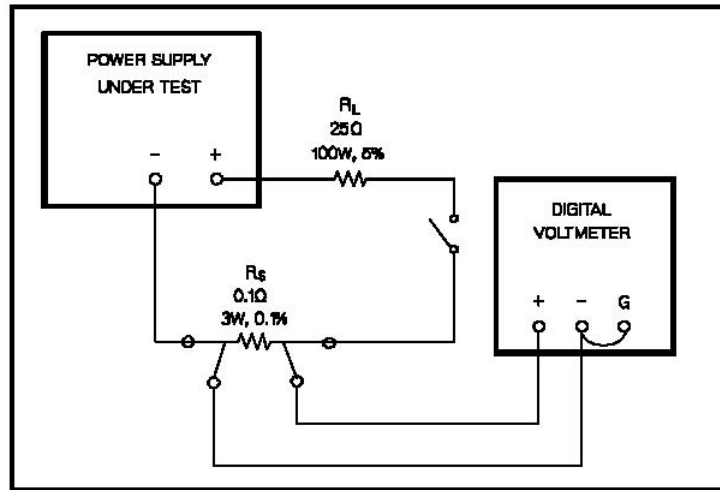 POWER SUPPLY
UNDER TEST
- +
RL
25Ω
100W, 5%
DIGITAL
VOLTMETER
+ - G
RS
0.1Ω
3W, 0.1%